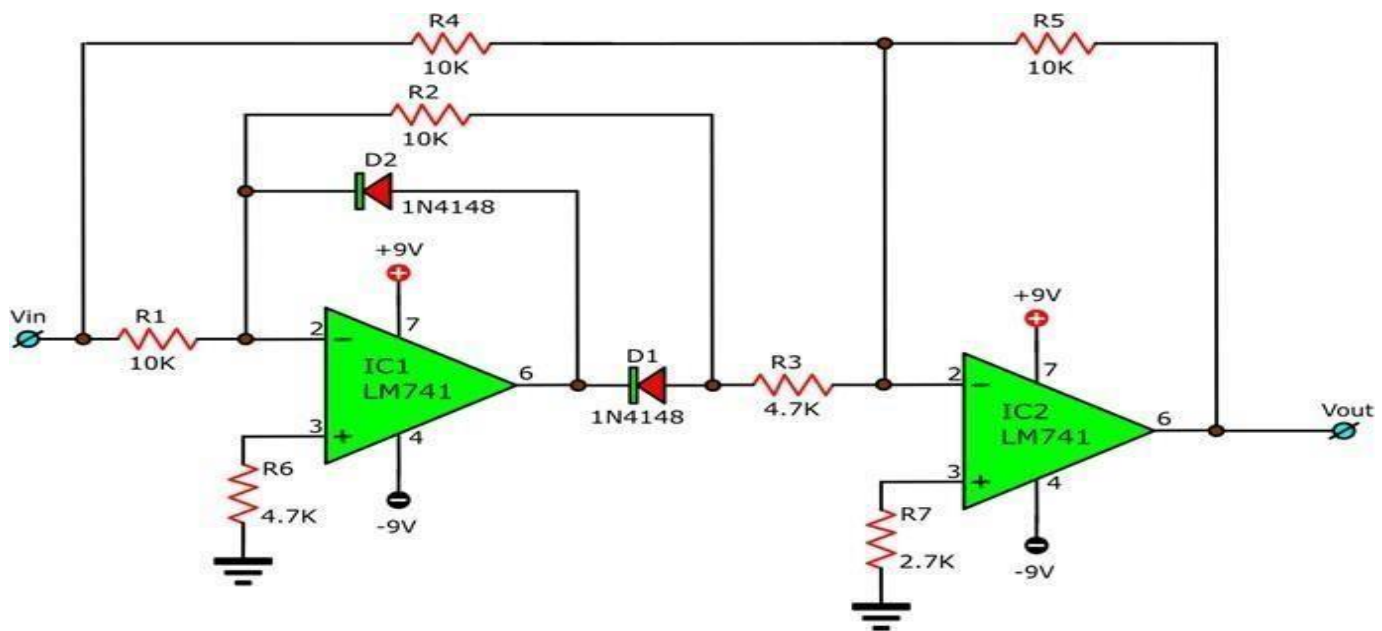 R4
R5
10K
10K
R2
10K
D2
1N4148
+9V
Vin
R1
10K
2
7
IC1
LM741
6
3
4
D1
1N4148
R3
4.7K
+9V
2
7
IC2
LM741
6
Vout
3
4
R6
4.7K
-9V
R7
2.7K
-9V